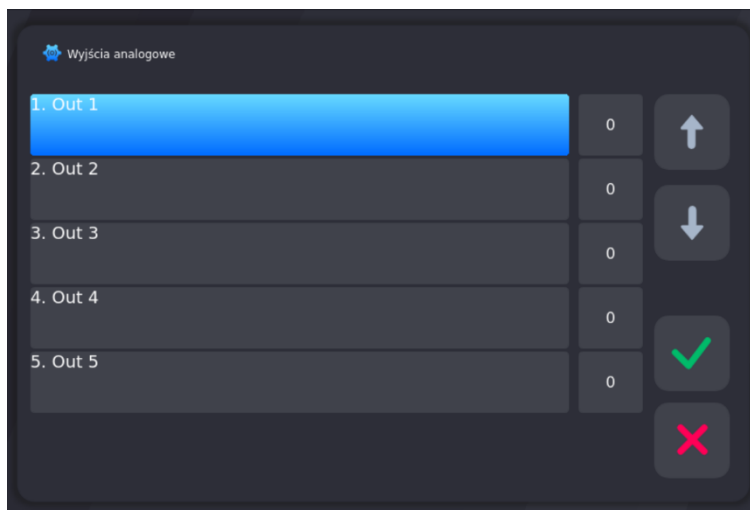 Wyjścia analogowe
1. Out 1
0
2. Out 2
0
3. Out 3
0
4. Out 4
0
5. Out 5
0